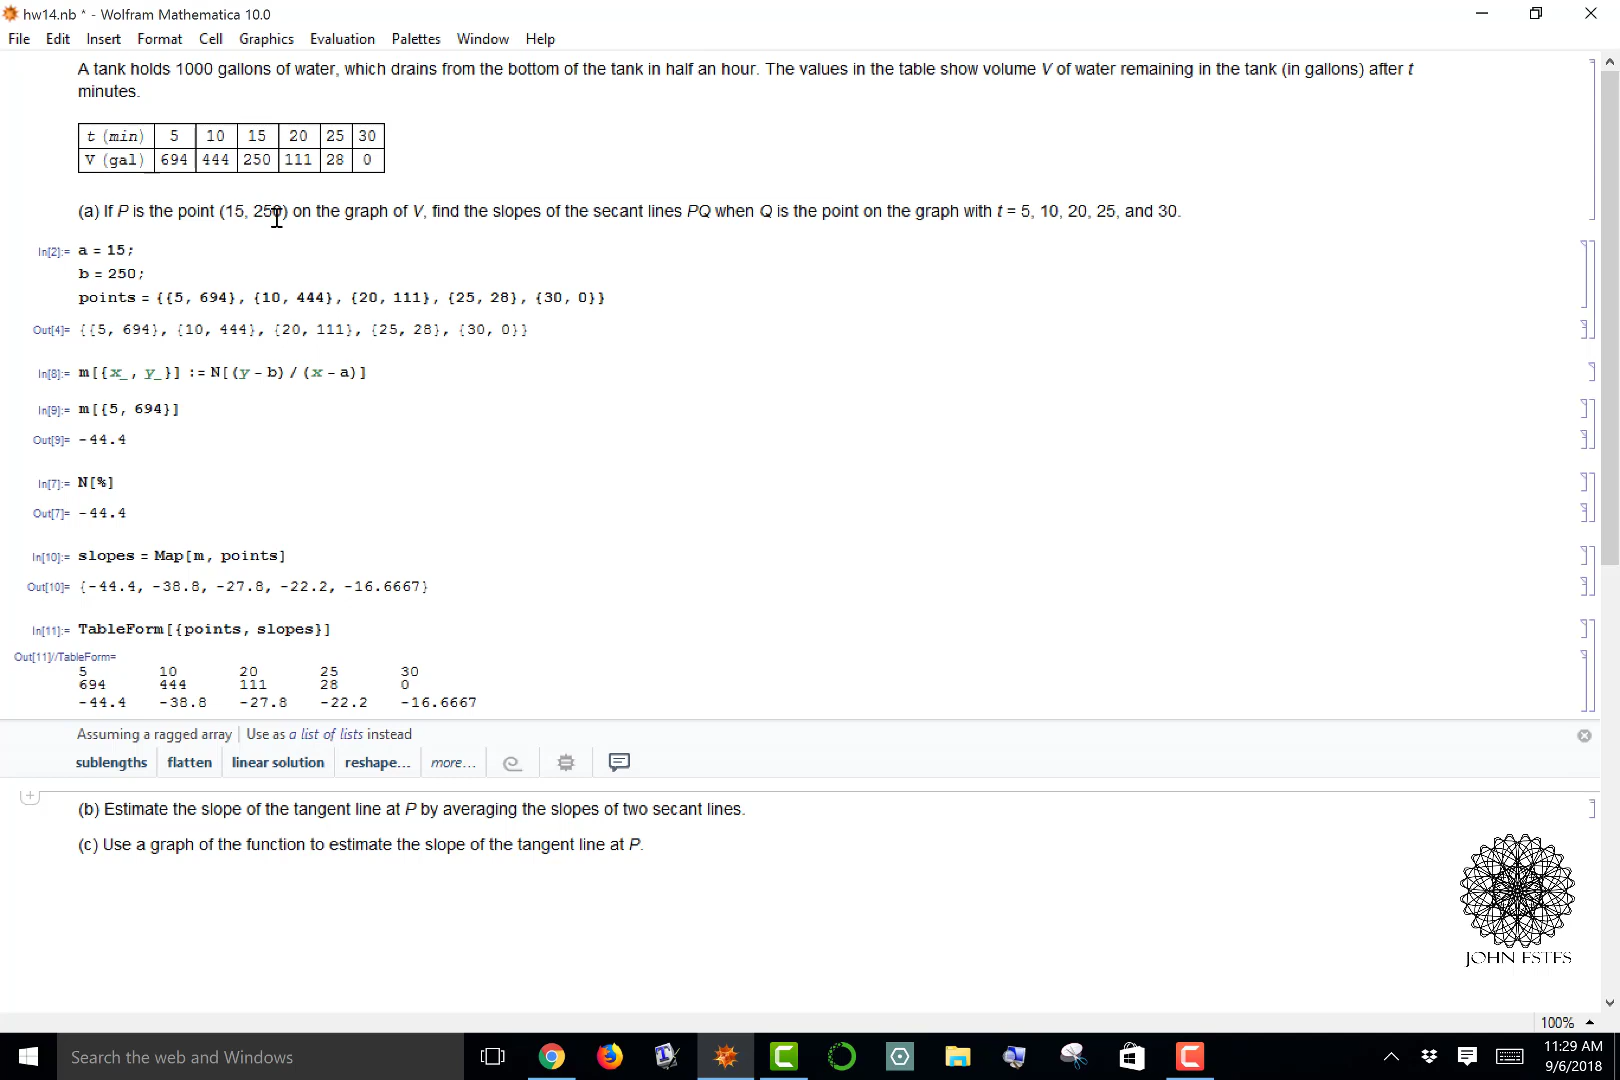 hw14.nb * - Wolfram Mathematica 10.0
File Edit Insert Format Cell Graphics Evaluation Palettes Window Help
A tank holds 1000 gallons of water, which drains from the bottom of the tank in half an hour. The values in the table show volume V of water remaining in the tank (in gallons) after t
minutes.
t (min) 5 10 15 20 25 30
V (gal) 694 444 250 111 28 0
(a) If P is the point (15, 250) on the graph of V, find the slopes of the secant lines PQ when Q is the point on the graph with t = 5, 10, 20, 25, and 30.
In[2]:= a = 15;
b = 250;
points = {{5, 694}, {10, 444}, {20, 111}, {25, 28}, {30, 0}}
Out[4]= {{5, 694}, {10, 444}, {20, 111}, {25, 28}, {30, 0}}
In[8]:= m[{x_, y_}] := N[(y - b) / (x - a)]
In[9]:= m[{5, 694}]
Out[9]= -44.4
In[7]:= N[%]
Out[7]= -44.4
In[10]:= slopes = Map[m, points]
Out[10]= {-44.4, -38.8, -27.8, -22.2, -16.6667}
In[11]:= TableForm[{points, slopes}]
Out[11]//TableForm=
5 10 20 25 30
694 444 111 28 0
-44.4 -38.8 -27.8 -22.2 -16.6667
Assuming a ragged array | Use as a list of lists instead
sublengths flatten linear solution reshape... more...
(b) Estimate the slope of the tangent line at P by averaging the slopes of two secant lines.
(c) Use a graph of the function to estimate the slope of the tangent line at P.
JOHN ESTES
100%
Search the web and Windows
11:29 AM
9/6/2018